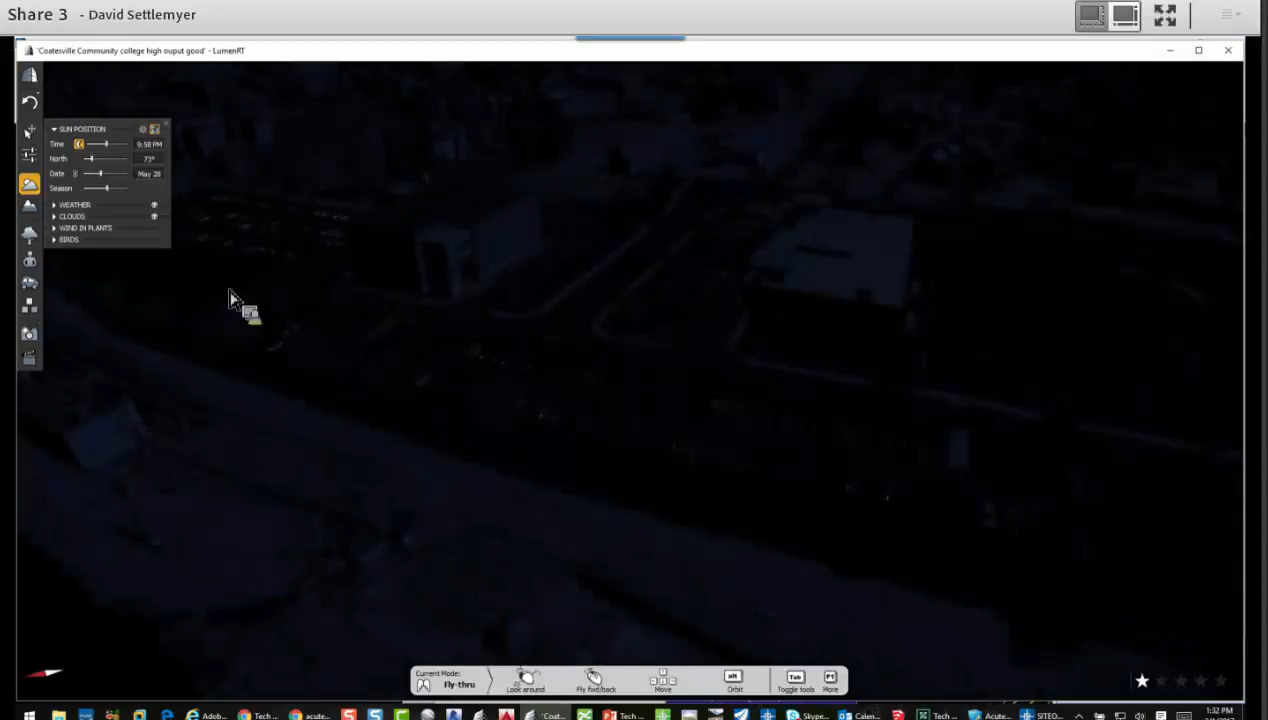 Share 3 - David Settlemyer
'Coatesville Community college high ouput good' - LumenRT
SUN POSITION
Time 9:58 PM
North 73°
Date May 28
Season
WEATHER
CLOUDS
WIND IN PLANTS
BIRDS
Current Mode:
Fly-thru
Look around
Fly fwd/back
Move
alt
Orbit
Tab
Toggle tools
F1
More
Adob...
Tech ...
acute...
'Coat...
Tech ...
Skype...
Calen...
Tech ...
Acute...
SITEO...
1:32 PM